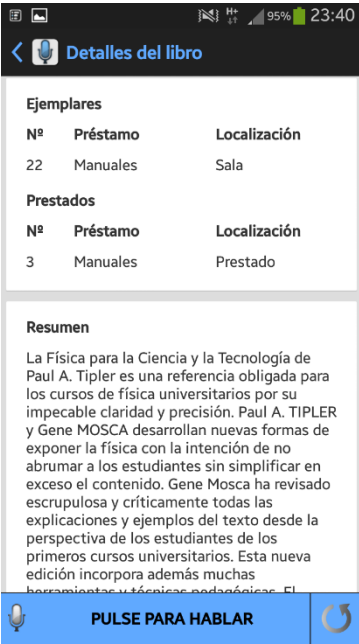 H+ 95% 23:40
Detalles del libro
Ejemplares
Nº Préstamo Localización
22 Manuales Sala
Prestados
Nº Préstamo Localización
3 Manuales Prestado
Resumen
La Física para la Ciencia y la Tecnología de
Paul A. Tipler es una referencia obligada para
los cursos de física universitarios por su
impecable claridad y precisión. Paul A. TIPLER
y Gene MOSCA desarrollan nuevas formas de
exponer la física con la intención de no
abrumar a los estudiantes sin simplificar en
exceso el contenido. Gene Mosca ha revisado
escrupulosa y críticamente todas las
explicaciones y ejemplos del texto desde la
perspectiva de los estudiantes de los
primeros cursos universitarios. Esta nueva
edición incorpora además muchas
herramientas y técnicas pedagógicas. El
PULSE PARA HABLAR